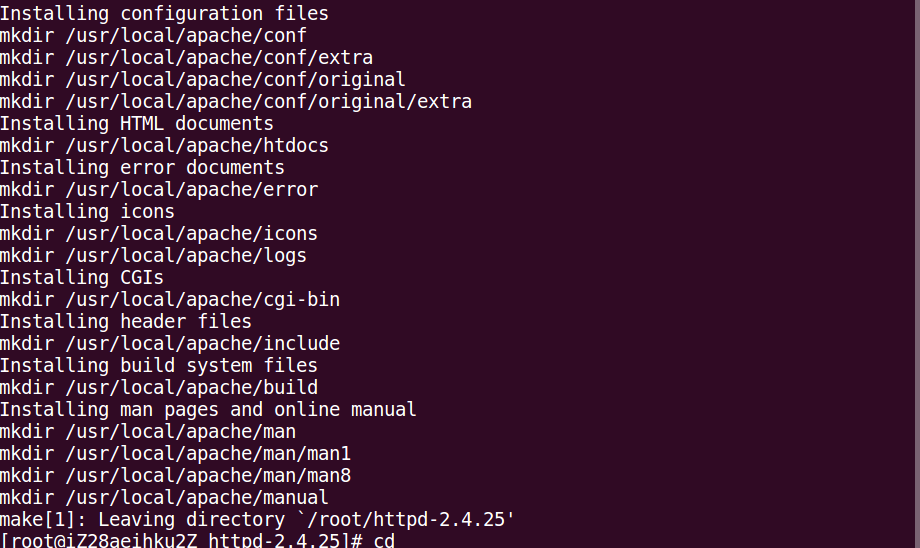 Installing configuration files
mkdir /usr/local/apache/conf
mkdir /usr/local/apache/conf/extra
mkdir /usr/local/apache/conf/original
mkdir /usr/local/apache/conf/original/extra
Installing HTML documents
mkdir /usr/local/apache/htdocs
Installing error documents
mkdir /usr/local/apache/error
Installing icons
mkdir /usr/local/apache/icons
mkdir /usr/local/apache/logs
Installing CGIs
mkdir /usr/local/apache/cgi-bin
Installing header files
mkdir /usr/local/apache/include
Installing build system files
mkdir /usr/local/apache/build
Installing man pages and online manual
mkdir /usr/local/apache/man
mkdir /usr/local/apache/man/man1
mkdir /usr/local/apache/man/man8
mkdir /usr/local/apache/manual
make[1]: Leaving directory `/root/httpd-2.4.25'
[root@iZ28aeihku2Z httpd-2.4.25]# cd